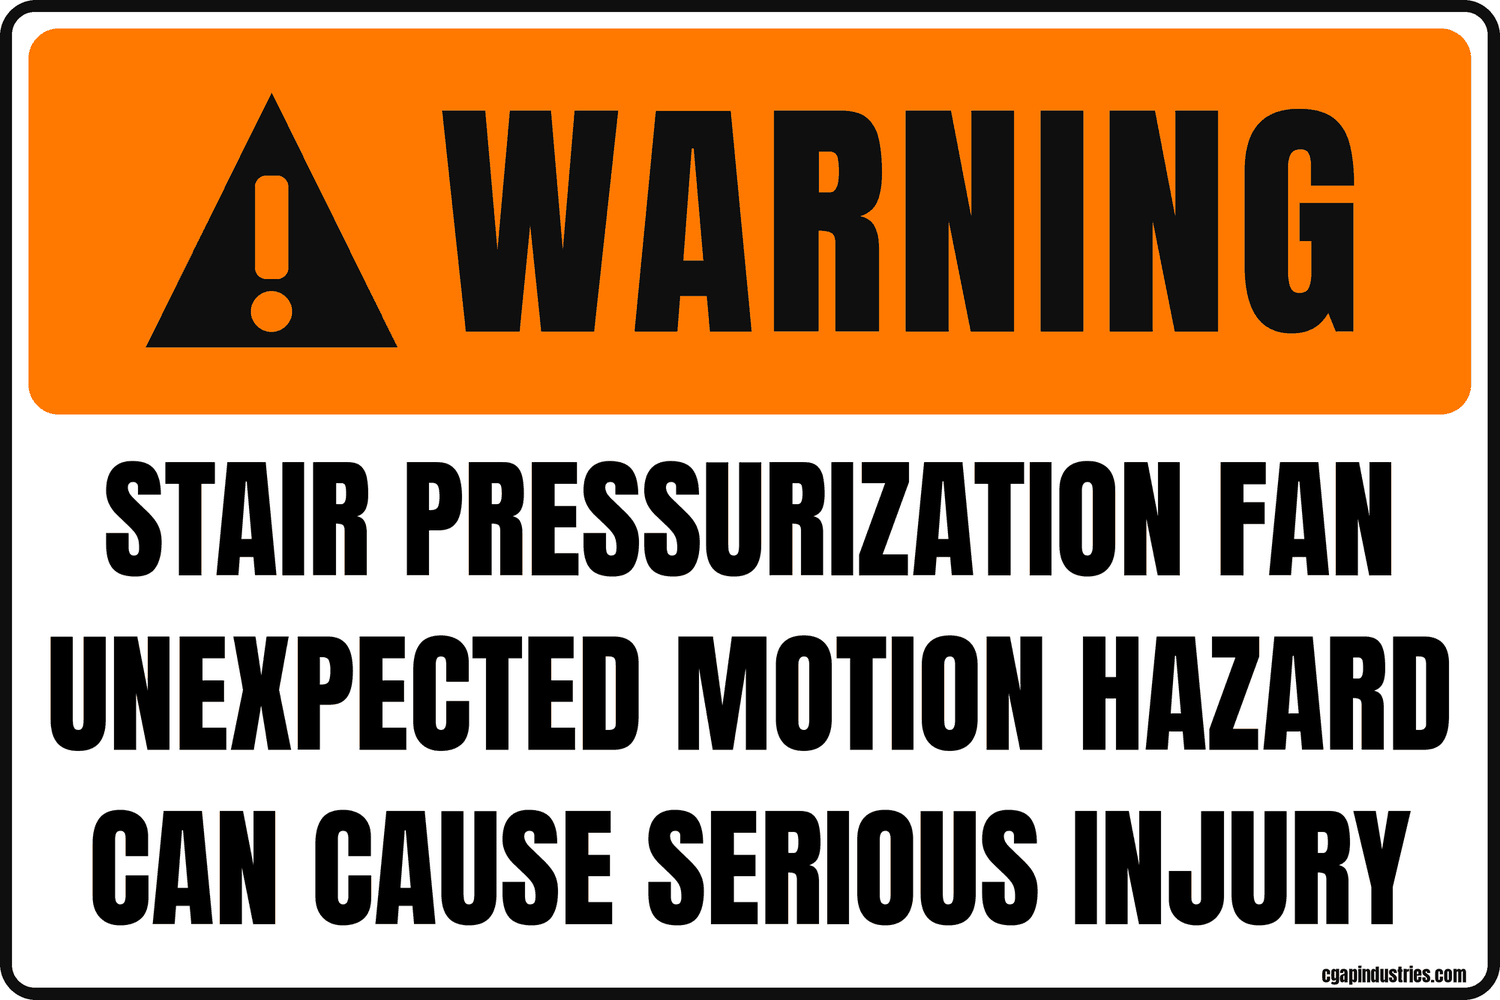 WARNING
STAIR PRESSURIZATION FAN
UNEXPECTED MOTION HAZARD
CAN CAUSE SERIOUS INJURY
cgapindustries.com